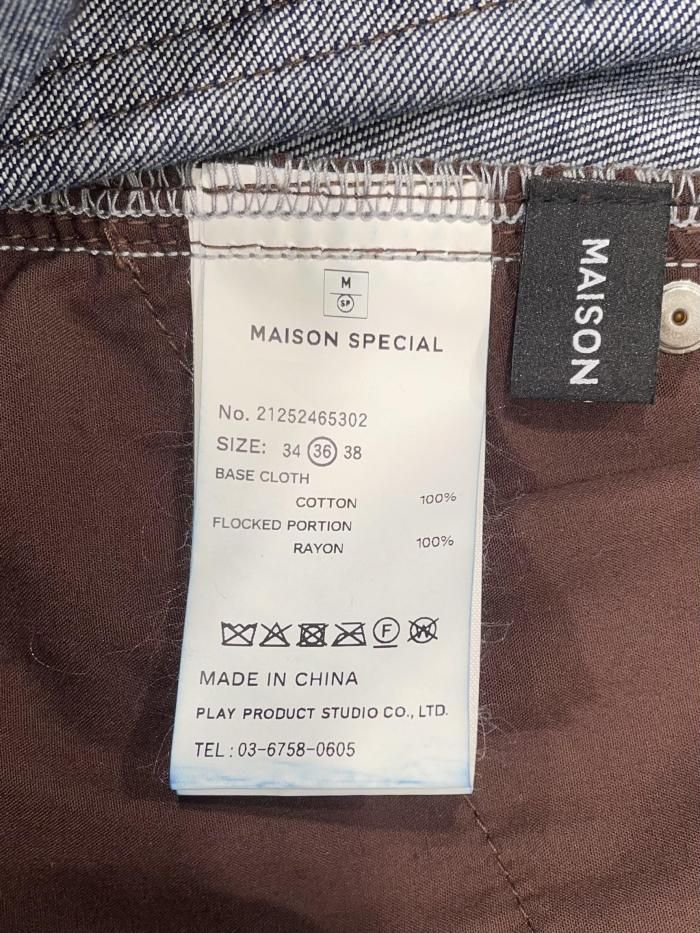 M
SP
MAISON SPECIAL
No. 21252465302
SIZE: 34 36 38
BASE CLOTH
COTTON 100%
FLOCKED PORTION
RAYON 100%
F W
MADE IN CHINA
PLAY PRODUCT STUDIO CO., LTD.
TEL : 03-6758-0605
MAISON